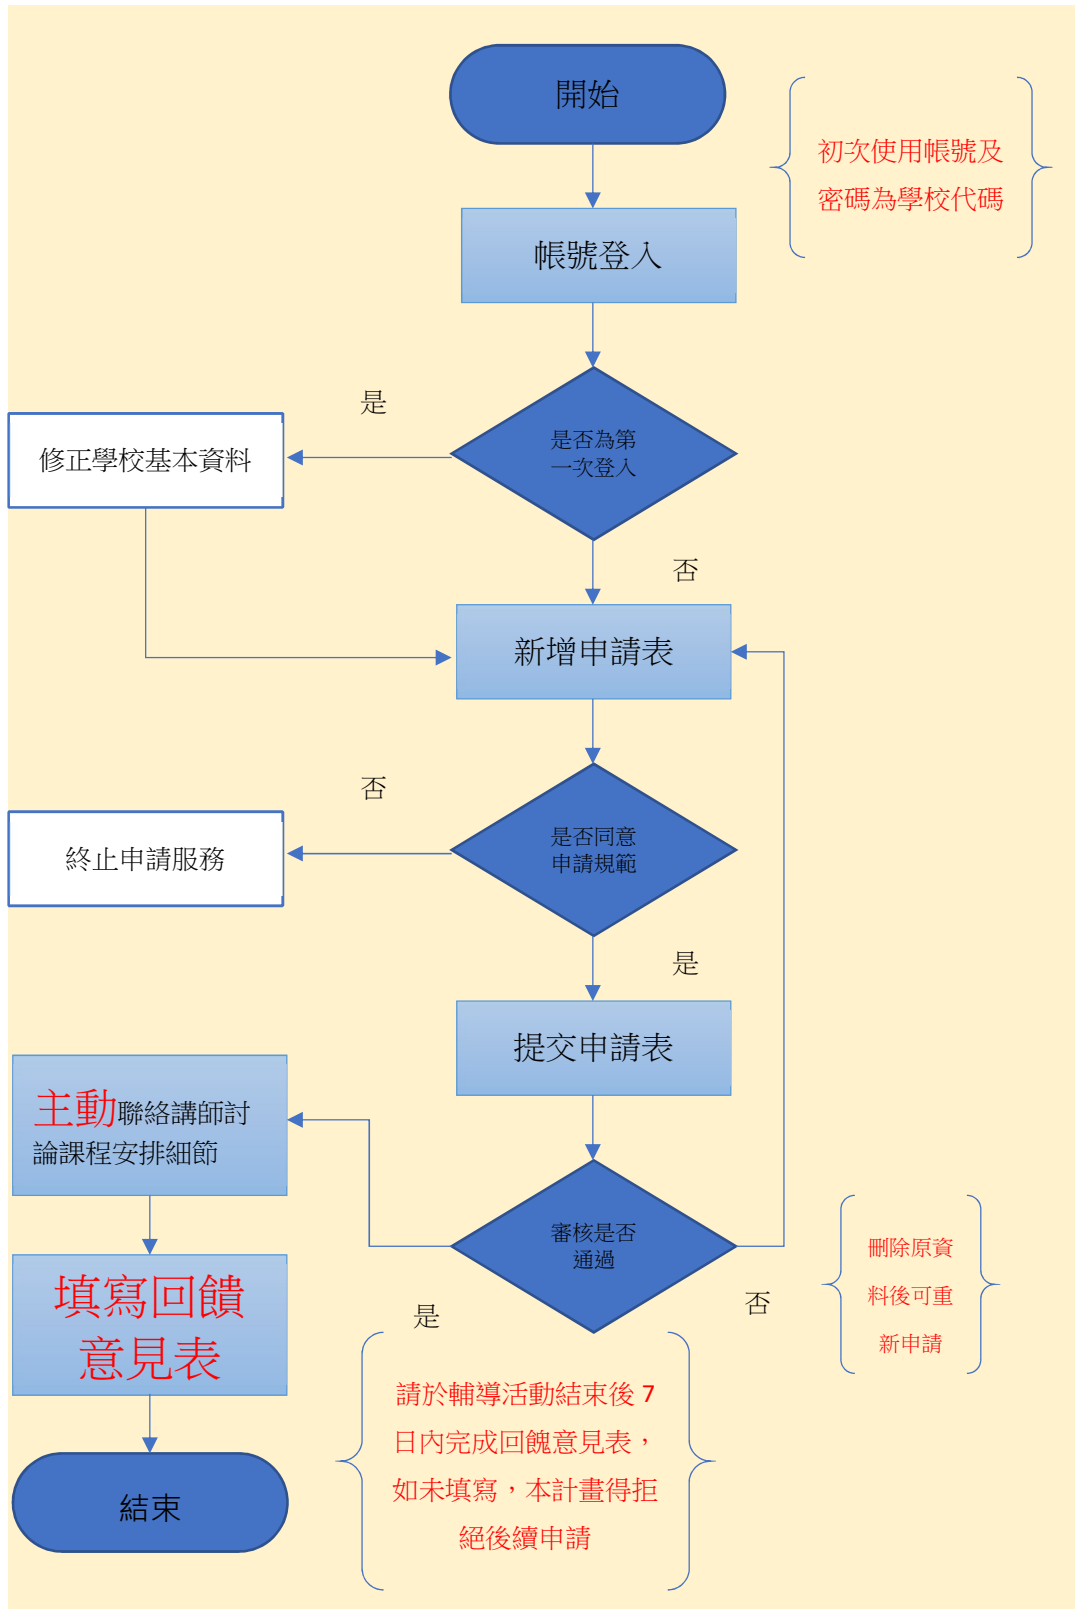 開始
初次使用帳號及
密碼為學校代碼
帳號登入
是
是否為第
一次登入
修正學校基本資料
否
新增申請表
否
是否同意
申請規範
終止申請服務
是
提交申請表
主動聯絡講師討
論課程安排細節
審核是否
通過
刪除原資
料後可重
新申請
否
是
填寫回饋
意見表
請於輔導活動結束後 7
日內完成回餽意見表，
如未填寫，本計畫得拒
絕後續申請
結束